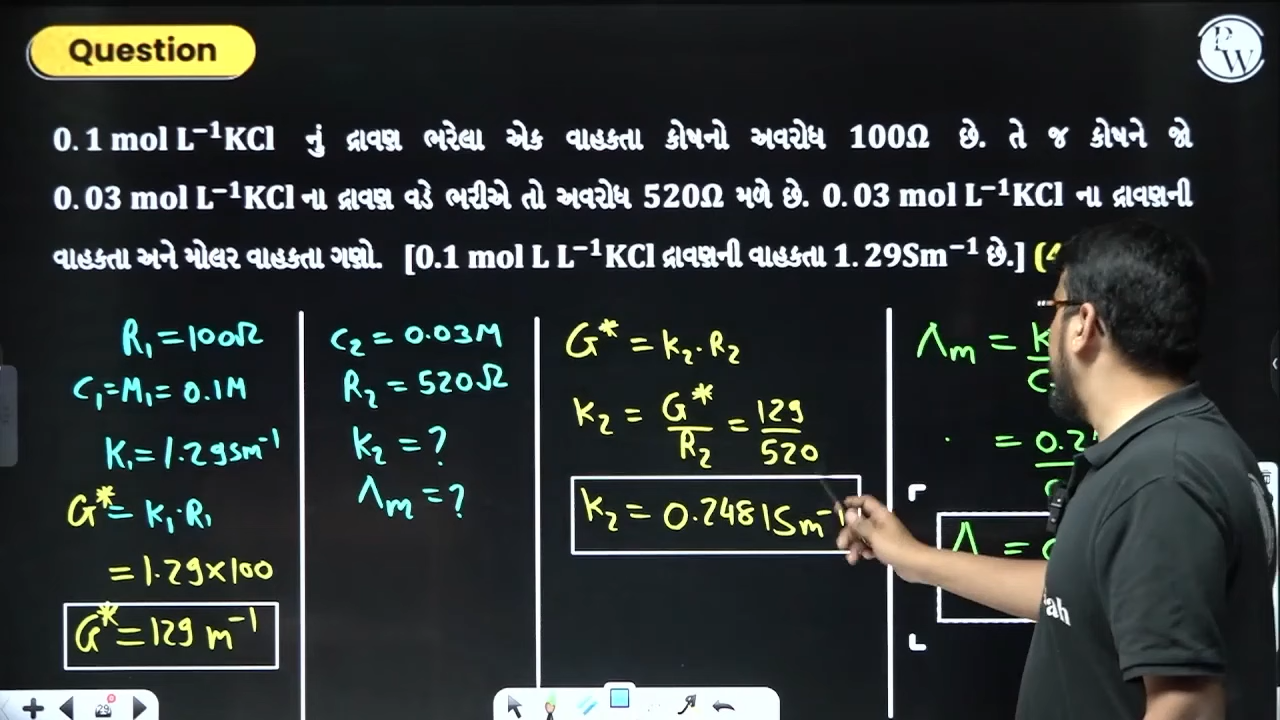 Question
PW
0.1 mol L⁻¹KCl નું દ્રાવણ ભરેલા એક વાહકતા કોષનો અવરોધ 100Ω છે. તે જ કોષને જો
0.03 mol L⁻¹KCl ના દ્રાવણ વડે ભરીએ તો અવરોધ 520Ω મળે છે. 0.03 mol L⁻¹KCl ના દ્રાવણની
વાહકતા અને મોલર વાહકતા ગણો. [0.1 mol L L⁻¹KCl દ્રાવણની વાહકતા 1.29Sm⁻¹ છે.]
R₁ = 100Ω
C₁=M₁= 0.1M
K₁=1.29Sm⁻¹
G*= K₁·R₁
= 1.29×100
G*= 129 m⁻¹
C₂ = 0.03M
R₂ = 520Ω
K₂ = ?
Λm = ?
G* = K₂·R₂
K₂ = G*/R₂ = 129/520
K₂ = 0.2481Sm⁻¹
Λm =
=
Λ =
29